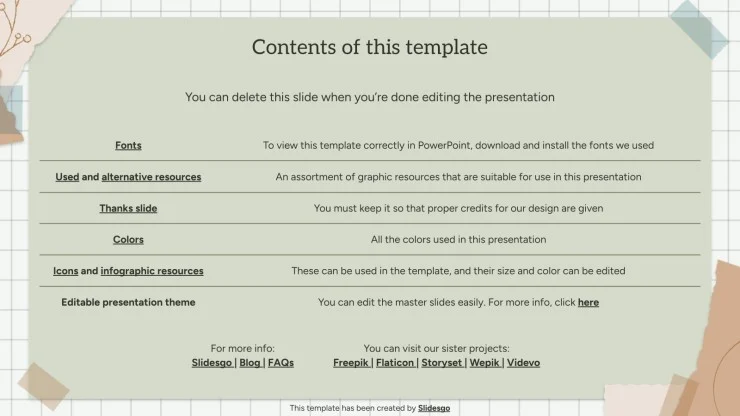 Contents of this template
You can delete this slide when you’re done editing the presentation
Fonts To view this template correctly in PowerPoint, download and install the fonts we used
Used and alternative resources An assortment of graphic resources that are suitable for use in this presentation
Thanks slide You must keep it so that proper credits for our design are given
Colors All the colors used in this presentation
Icons and infographic resources These can be used in the template, and their size and color can be edited
Editable presentation theme You can edit the master slides easily. For more info, click here
For more info:
Slidesgo | Blog | FAQs
You can visit our sister projects:
Freepik | Flaticon | Storyset | Wepik | Videvo
This template has been created by Slidesgo